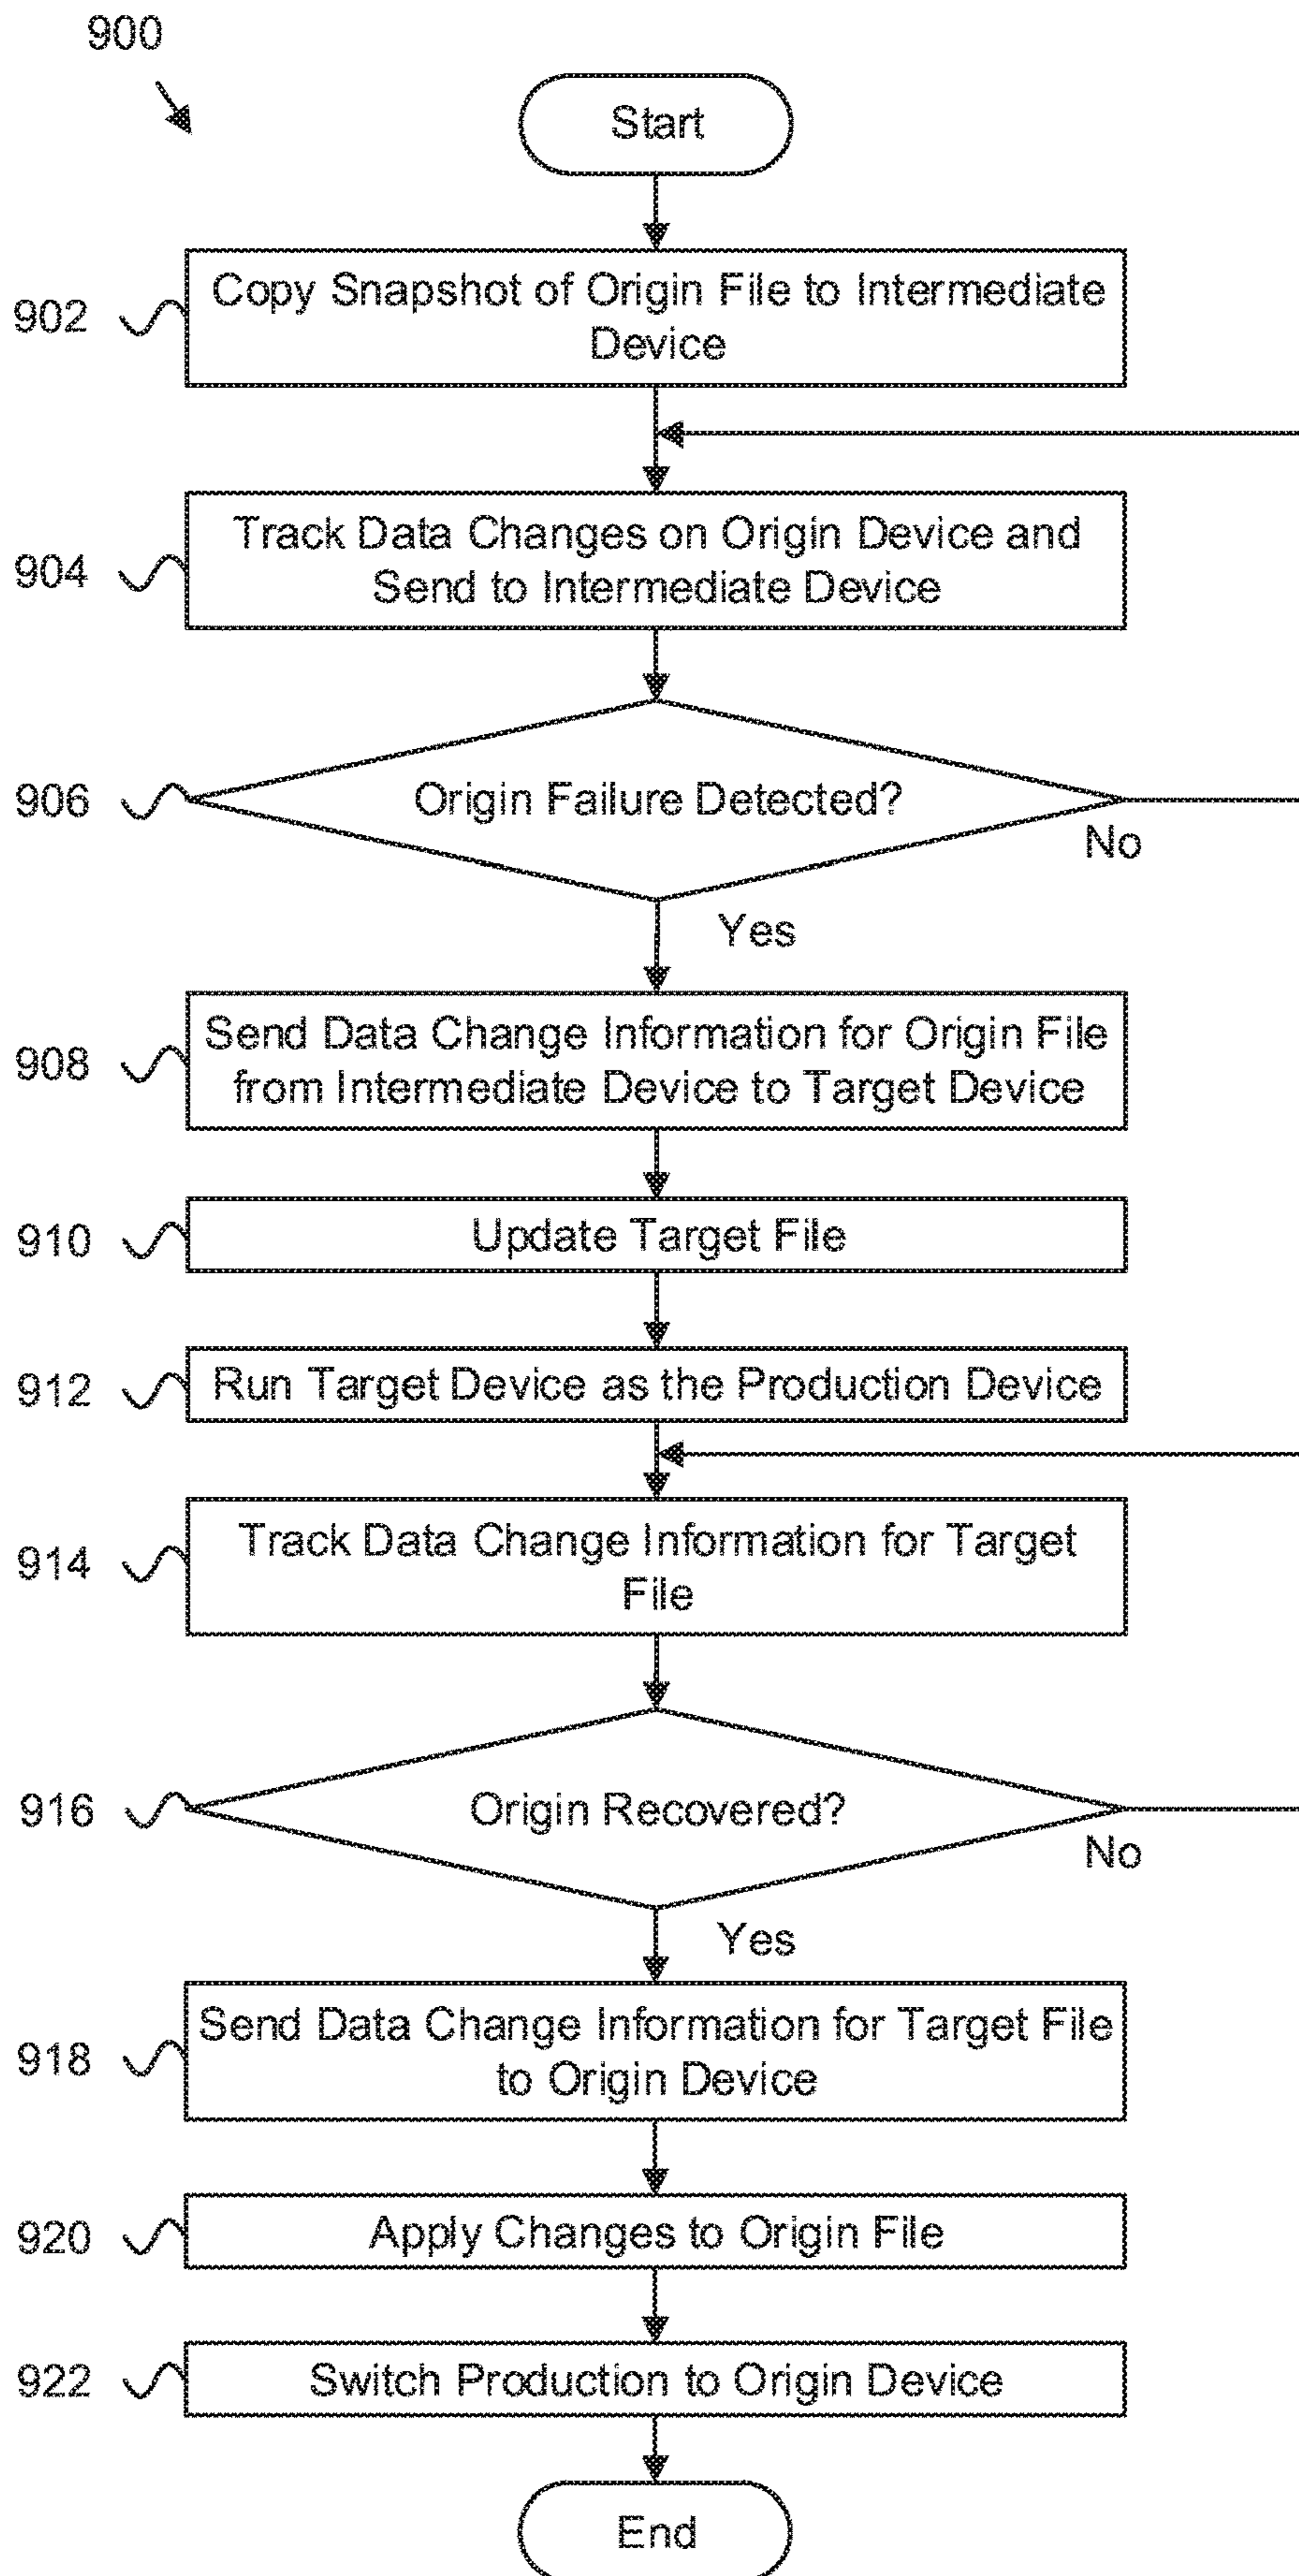 900
Start
902
Copy Snapshot of Origin File to Intermediate
Device
904
Track Data Changes on Origin Device and
Send to Intermediate Device
906
Origin Failure Detected?
No
Yes
908
Send Data Change Information for Origin File
from Intermediate Device to Target Device
910
Update Target File
912
Run Target Device as the Production Device
914
Track Data Change Information for Target
File
916
Origin Recovered?
No
Yes
918
Send Data Change Information for Target File
to Origin Device
920
Apply Changes to Origin File
922
Switch Production to Origin Device
End